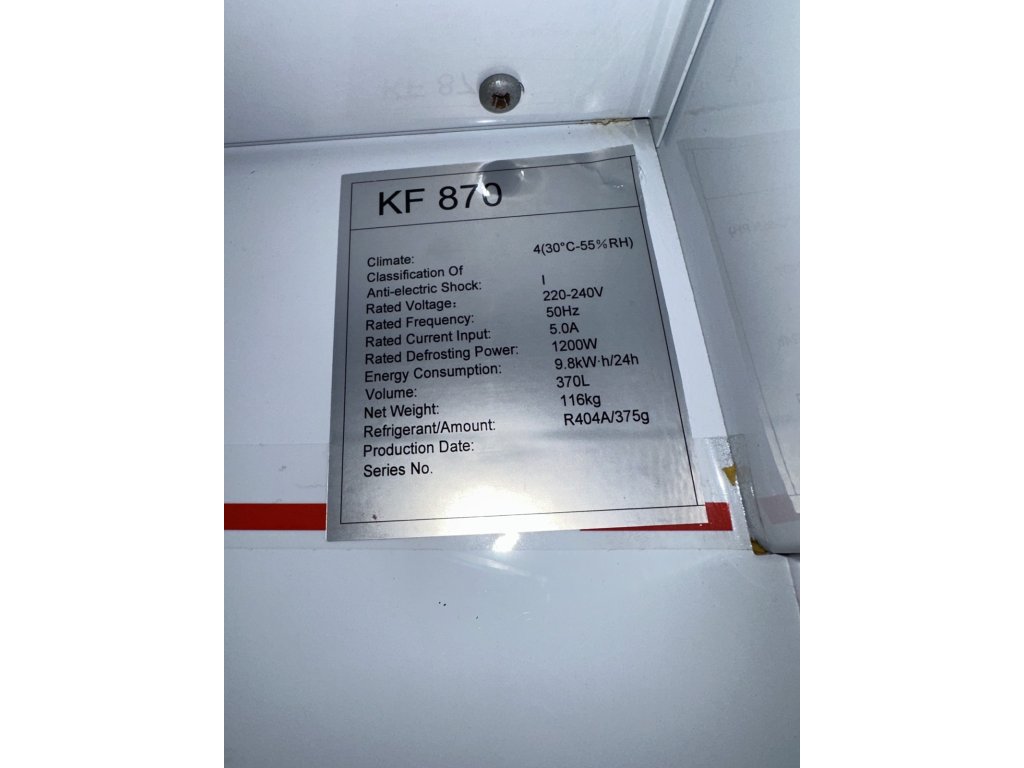 KF 870
Climate: 4(30°C-55%RH)
Classification Of
Anti-electric Shock: I
Rated Voltage: 220-240V
Rated Frequency: 50Hz
Rated Current Input: 5.0A
Rated Defrosting Power: 1200W
Energy Consumption: 9.8kW·h/24h
Volume: 370L
Net Weight: 116kg
Refrigerant/Amount: R404A/375g
Production Date:
Series No.